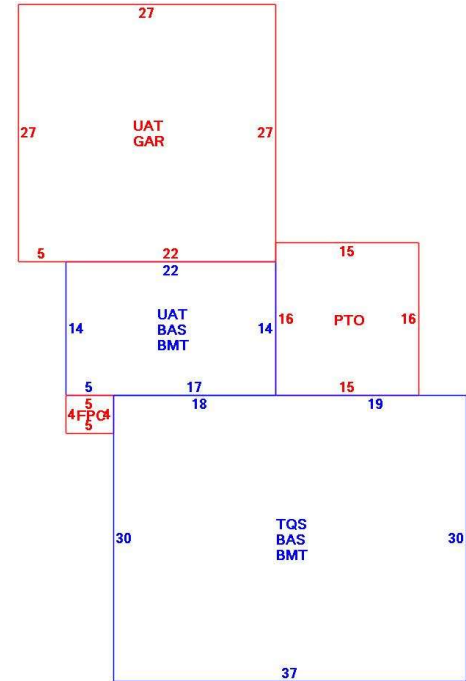 27
27 27
UAT
GAR
5 22
15
22
UAT
BAS
BMT
14 14
16 PTO 16
5 17 15
5 18 19
4 FPC 4
5
TQS
BAS
BMT
30 30
37